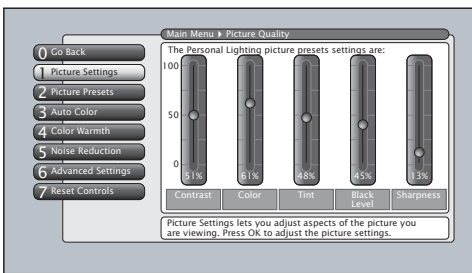 Main Menu ▶ Picture Quality
0 Go Back
1 Picture Settings
2 Picture Presets
3 Auto Color
4 Color Warmth
5 Noise Reduction
6 Advanced Settings
7 Reset Controls
The Personal Lighting picture presets settings are:
100
50
0
51%
61%
48%
45%
13%
Contrast
Color
Tint
Black
Level
Sharpness
Picture Settings lets you adjust aspects of the picture you
are viewing. Press OK to adjust the picture settings.